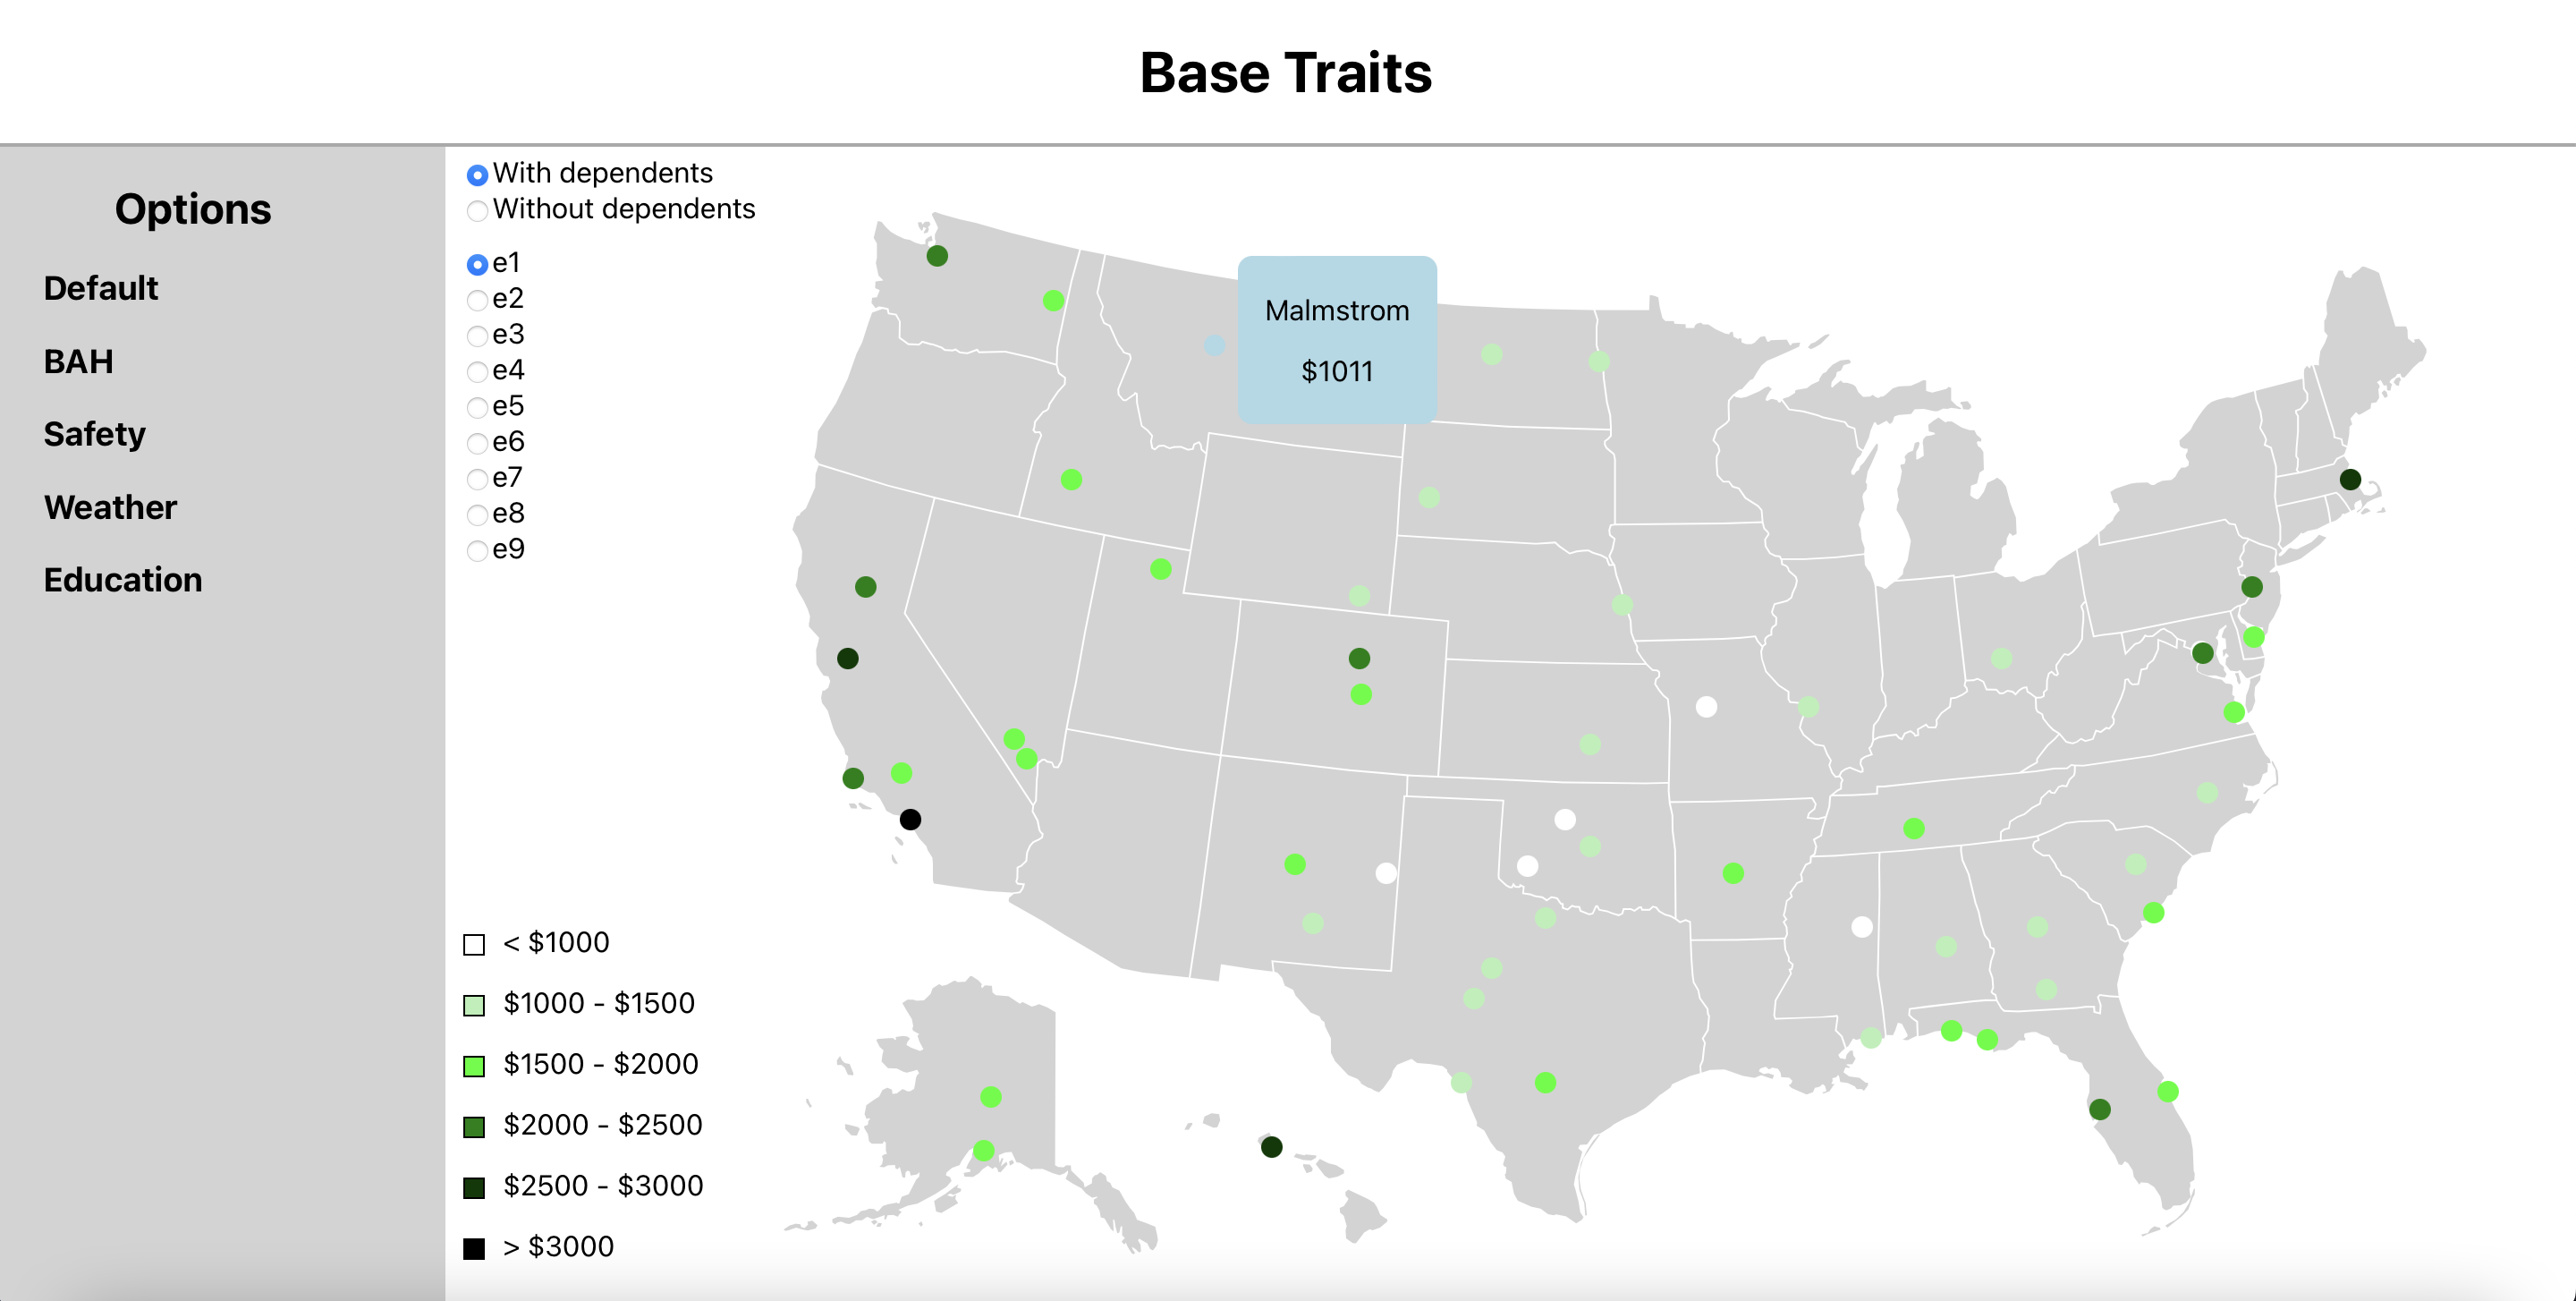 Base Traits
Options
Default
BAH
Safety
Weather
Education
With dependents
Without dependents
e1
e2
e3
e4
e5
e6
e7
e8
e9
< $1000
$1000 - $1500
$1500 - $2000
$2000 - $2500
$2500 - $3000
> $3000
Malmstrom
$1011